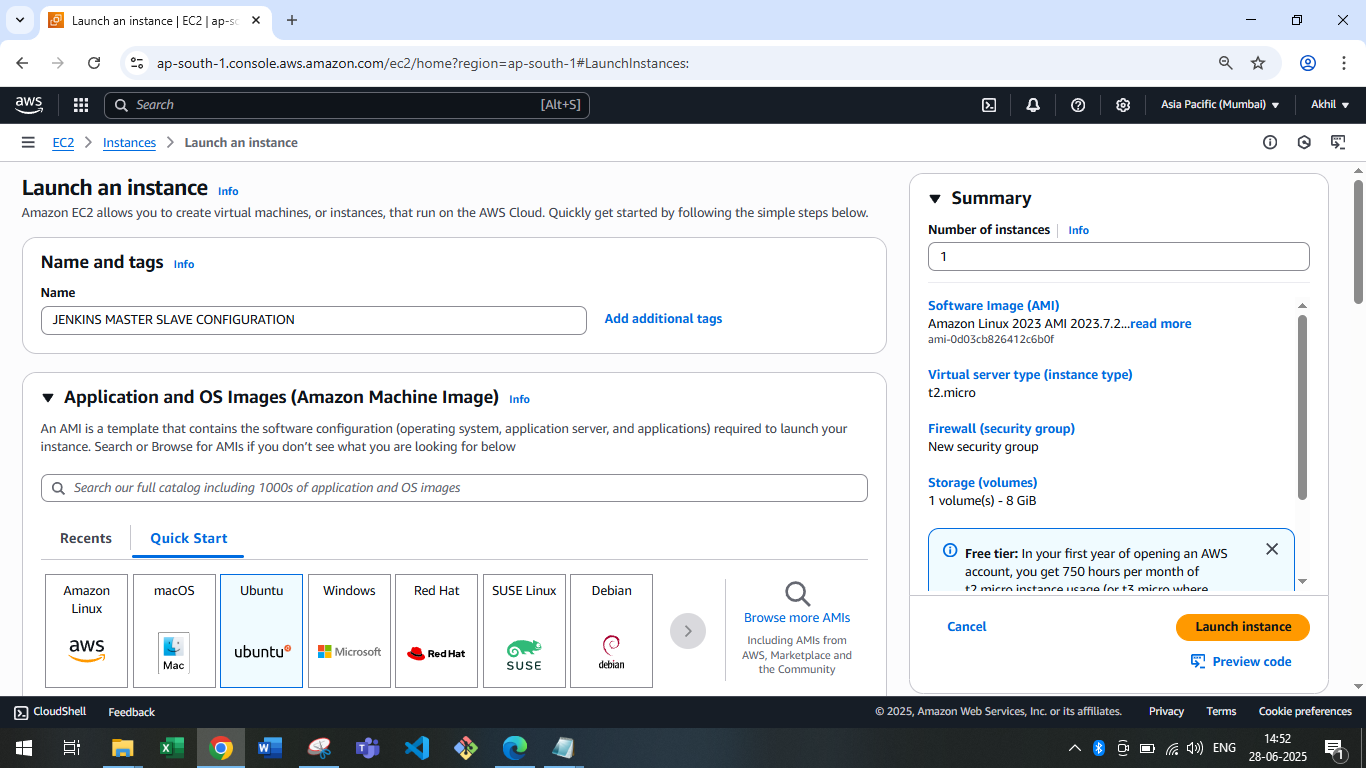 Launch an instance | EC2 | ap-sc
ap-south-1.console.aws.amazon.com/ec2/home?region=ap-south-1#LaunchInstances:
aws
Search
[Alt+S]
Asia Pacific (Mumbai)
Akhil
EC2
Instances
Launch an instance
Launch an instance Info
Amazon EC2 allows you to create virtual machines, or instances, that run on the AWS Cloud. Quickly get started by following the simple steps below.
Name and tags Info
Name
JENKINS MASTER SLAVE CONFIGURATION
Add additional tags
Application and OS Images (Amazon Machine Image) Info
An AMI is a template that contains the software configuration (operating system, application server, and applications) required to launch your
instance. Search or Browse for AMIs if you don't see what you are looking for below
Search our full catalog including 1000s of application and OS images
Recents
Quick Start
Amazon
Linux
aws
macOS
Mac
Ubuntu
ubuntu
Windows
Microsoft
Red Hat
Red Hat
SUSE Linux
SUSE
Debian
debian
Browse more AMIs
Including AMIs from
AWS, Marketplace and
the Community
Summary
Number of instances Info
1
Software Image (AMI)
Amazon Linux 2023 AMI 2023.7.2...read more
ami-0d03cb826412c6b0f
Virtual server type (instance type)
t2.micro
Firewall (security group)
New security group
Storage (volumes)
1 volume(s) - 8 GiB
Free tier: In your first year of opening an AWS
account, you get 750 hours per month of
t2.micro instance usage (or t3.micro where
Cancel
Launch instance
Preview code
CloudShell
Feedback
© 2025, Amazon Web Services, Inc. or its affiliates.
Privacy
Terms
Cookie preferences
ENG
14:52
28-06-2025
1